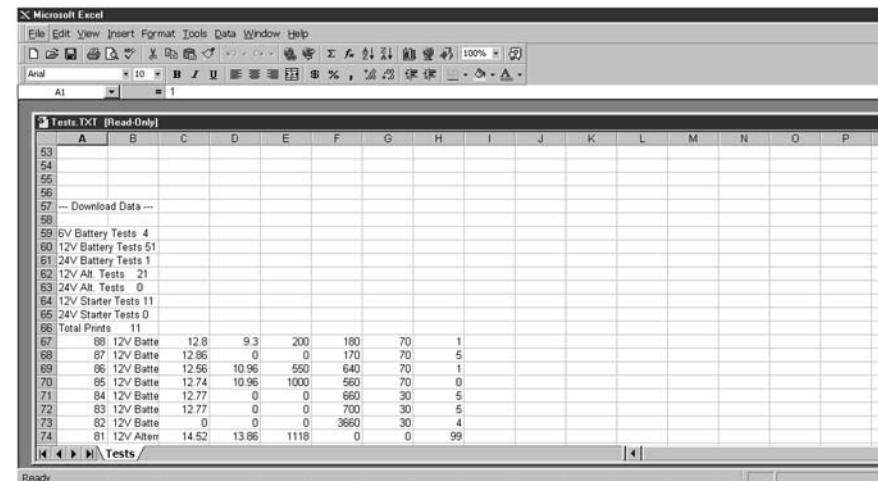 Microsoft Excel
File Edit View Insert Format Tools Data Window Help
100%
Arial 10 B I U $ % ,
A1 = 1
Tests.TXT [Read-Only]
A B C D E F G H I J K L M N O P
53
54
55
56
57 --- Download Data ---
58
59 6V Battery Tests 4
60 12V Battery Tests 51
61 24V Battery Tests 1
62 12V Alt. Tests 21
63 24V Alt. Tests 0
64 12V Starter Tests 11
65 24V Starter Tests 0
66 Total Prints 11
67 88 12V Batte 12.8 9.3 200 180 70 1
68 87 12V Batte 12.86 0 0 170 70 5
69 86 12V Batte 12.56 10.96 550 640 70 1
70 85 12V Batte 12.74 10.96 1000 560 70 0
71 84 12V Batte 12.77 0 0 660 30 5
72 83 12V Batte 12.77 0 0 700 30 5
73 82 12V Batte 0 0 0 3660 30 4
74 81 12V Altern 14.52 13.86 1118 0 0 99
Tests
Ready